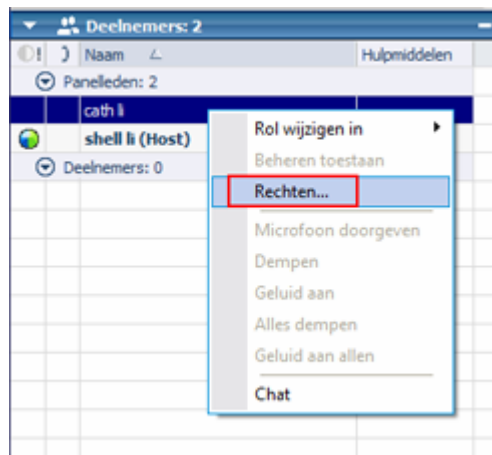 Deelnemers: 2
Naam Hulpmiddelen
Panelleden: 2
cath li
shell li (Host)
Deelnemers: 0
Rol wijzigen in
Beheren toestaan
Rechten...
Microfoon doorgeven
Dempen
Geluid aan
Alles dempen
Geluid aan allen
Chat